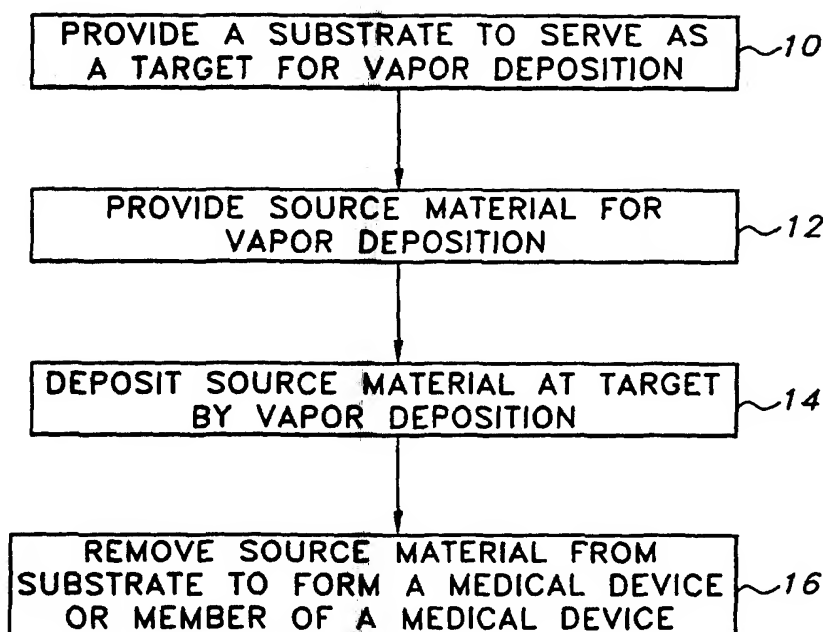 PROVIDE A SUBSTRATE TO SERVE AS
A TARGET FOR VAPOR DEPOSITION
10
PROVIDE SOURCE MATERIAL FOR
VAPOR DEPOSITION
12
DEPOSIT SOURCE MATERIAL AT TARGET
BY VAPOR DEPOSITION
14
REMOVE SOURCE MATERIAL FROM
SUBSTRATE TO FORM A MEDICAL DEVICE
OR MEMBER OF A MEDICAL DEVICE
16